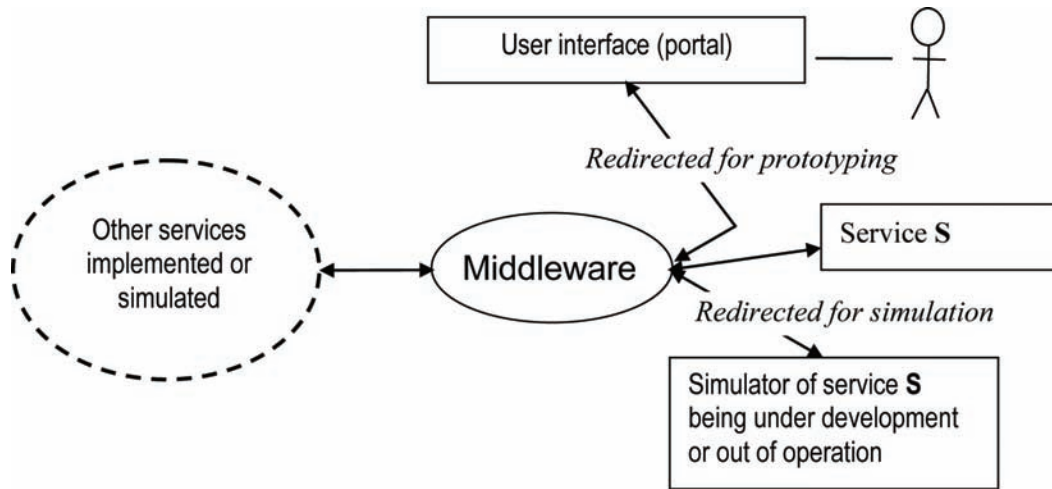 User interface (portal)
Redirected for prototyping
Other services
implemented or
simulated
Middleware
Service S
Redirected for simulation
Simulator of service S
being under development
or out of operation